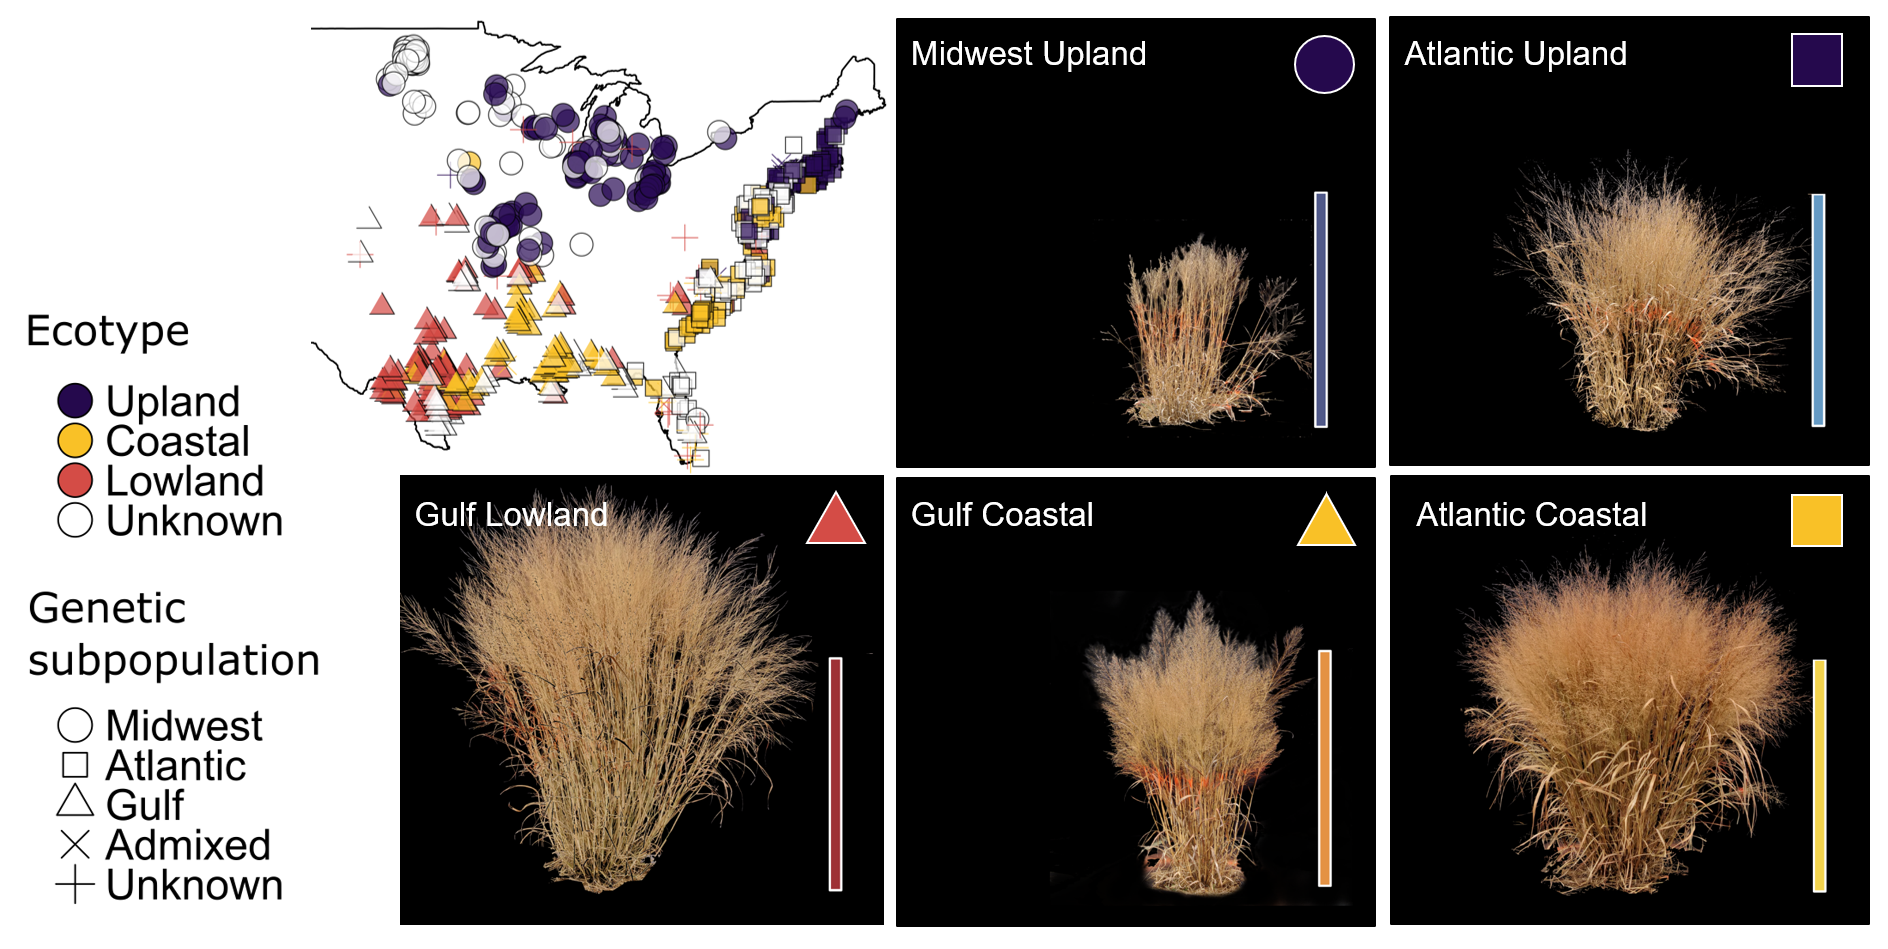 Midwest Upland
Atlantic Upland
Ecotype
Upland
Coastal
Lowland
Unknown
Gulf Lowland
Gulf Coastal
Atlantic Coastal
Genetic
subpopulation
Midwest
Atlantic
Gulf
Admixed
Unknown